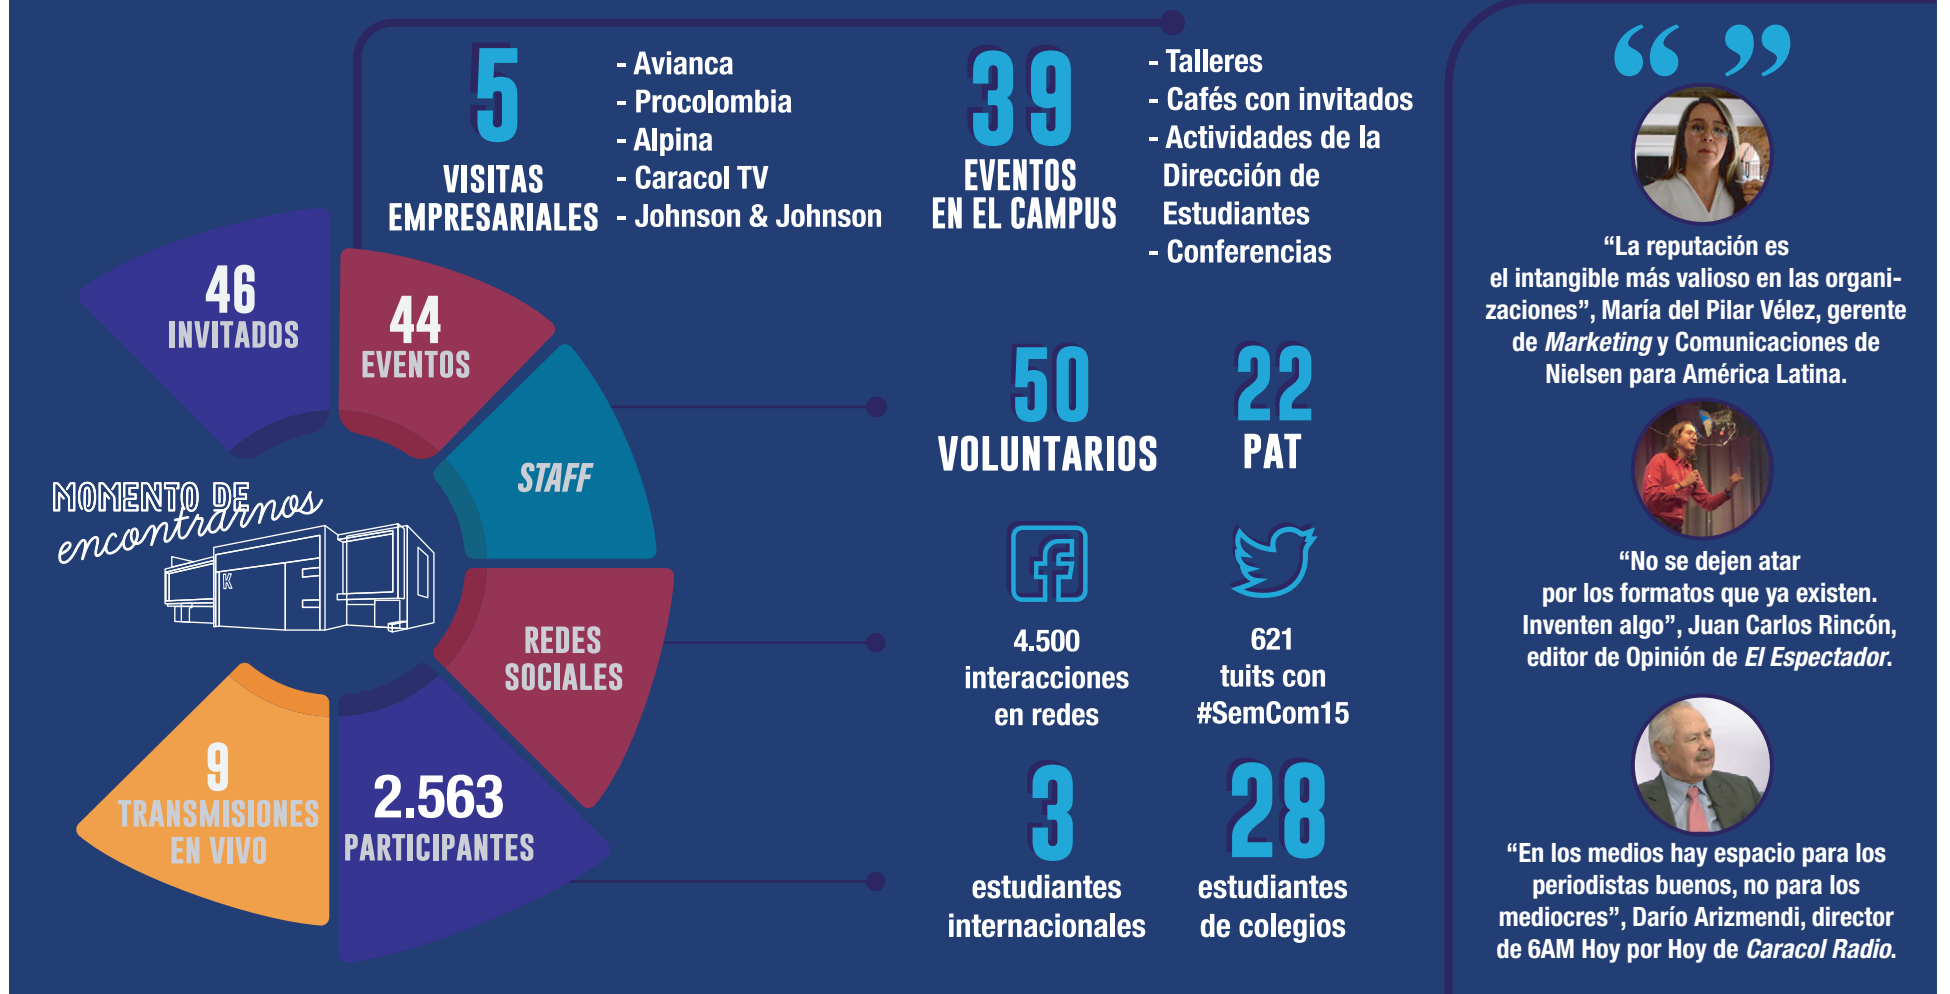 5
VISITAS
EMPRESARIALES
- Avianca
- Procolombia
- Alpina
- Caracol TV
- Johnson & Johnson
39
EVENTOS
EN EL CAMPUS
- Talleres
- Cafés con invitados
- Actividades de la
Dirección de
Estudiantes
- Conferencias
46
INVITADOS
44
EVENTOS
STAFF
50
VOLUNTARIOS
22
PAT
MOMENTO DE
encontrarnos
K
REDES
SOCIALES
4.500
interacciones
en redes
621
tuits con
#SemCom15
9
TRANSMISIONES
EN VIVO
2.563
PARTICIPANTES
3
estudiantes
internacionales
28
estudiantes
de colegios
“ ”
“La reputación es
el intangible más valioso en las organi-
zaciones”, María del Pilar Vélez, gerente
de Marketing y Comunicaciones de
Nielsen para América Latina.
“No se dejen atar
por los formatos que ya existen.
Inventen algo”, Juan Carlos Rincón,
editor de Opinión de El Espectador.
“En los medios hay espacio para los
periodistas buenos, no para los
mediocres”, Darío Arizmendi, director
de 6AM Hoy por Hoy de Caracol Radio.